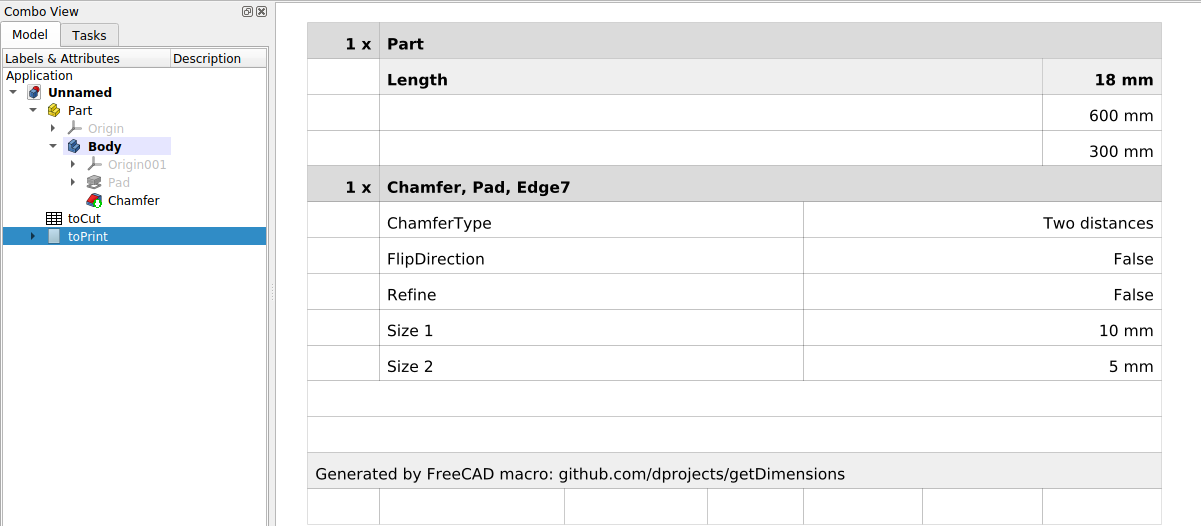 Combo View
Model Tasks
Labels & Attributes Description
Application
Unnamed
Part
Origin
Body
Origin001
Pad
Chamfer
toCut
toPrint
1 x Part
Length 18 mm
600 mm
300 mm
1 x Chamfer, Pad, Edge7
ChamferType Two distances
FlipDirection False
Refine False
Size 1 10 mm
Size 2 5 mm
Generated by FreeCAD macro: github.com/dprojects/getDimensions